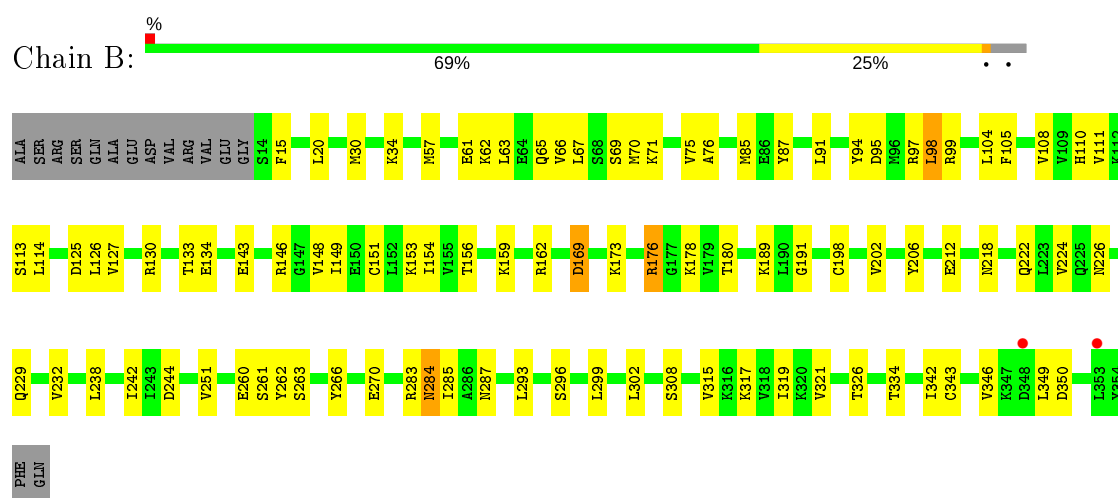 %
Chain B:
69% 25% • •
ALA SER ARG SER GLN ALA GLU ASP VAL ARG VAL GLU GLY S14 F15 L20 M30 K34 M57 E61 K62 L63 E64 Q65 V66 L67 S68 S69 M70 K71 V75 A76 M85 E86 Y87 L91 Y94 D95 M96 R97 L98 R99 L104 F105 V108 V109 H110 V111 K112
S113 L114 D125 L126 V127 R130 T133 E134 E143 R146 G147 V148 I149 E150 C151 L152 K153 I154 V155 T156 K159 R162 D169 K173 R176 G177 K178 V179 T180 K189 L190 G191 C198 V202 Y206 E212 N218 Q222 L223 V224 Q225 N226
Q229 V232 L238 I242 I243 D244 V251 E260 S261 Y262 S263 Y266 E270 R283 N284 I285 A286 N287 L293 S296 L299 L302 S308 V315 K316 K317 V318 I319 K320 V321 T326 T334 I342 C343 V346 K347 D348 L349 D350 L353 Y354
PHE GLN